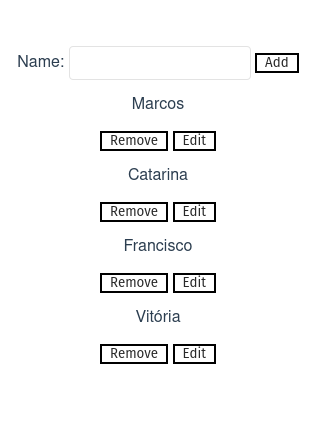 Name: Add
Marcos
Remove Edit
Catarina
Remove Edit
Francisco
Remove Edit
Vitória
Remove Edit